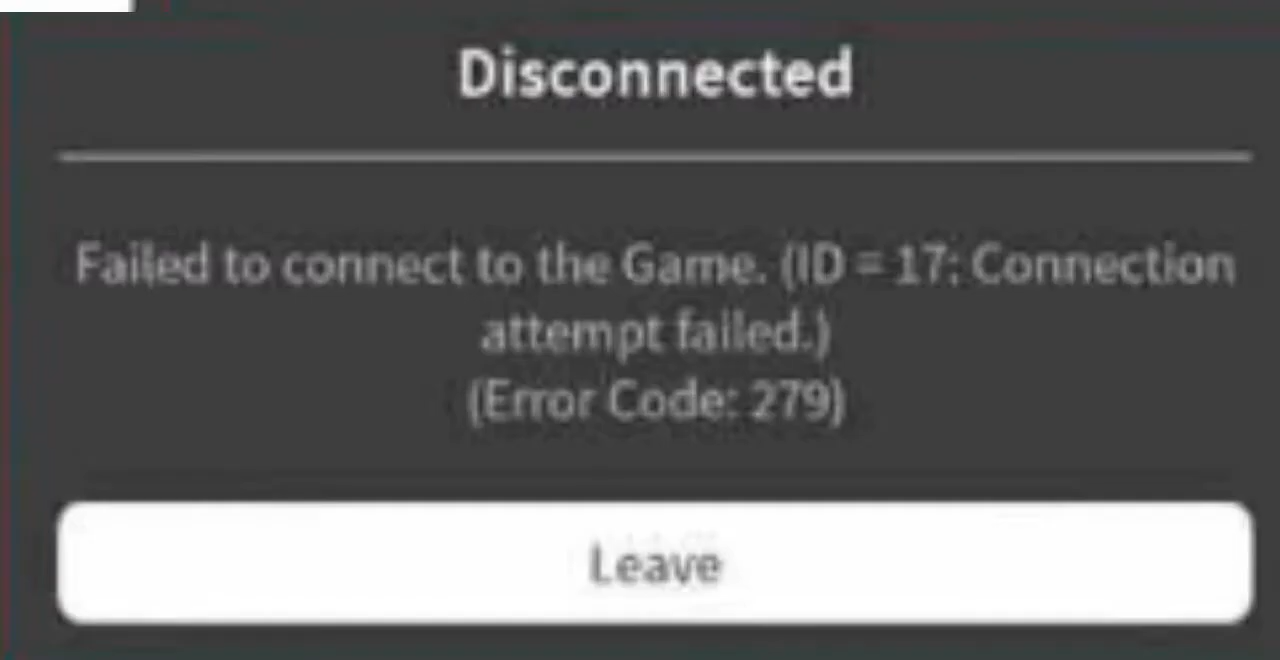 Disconnected
Failed to connect to the Game. (ID = 17: Connection
attempt failed.)
(Error Code: 279)
Leave